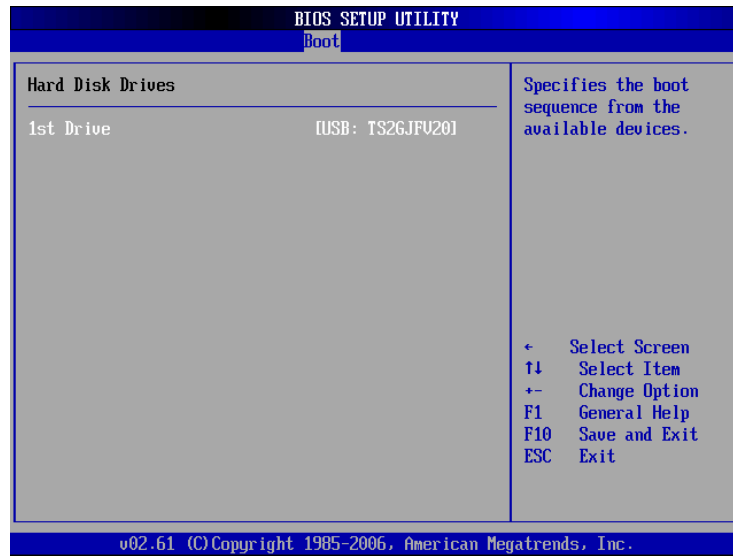 BIOS SETUP UTILITY
Boot
Hard Disk Drives
1st Drive [USB: TS2GJFV20]
Specifies the boot
sequence from the
available devices.
← Select Screen
↑↓ Select Item
+- Change Option
F1 General Help
F10 Save and Exit
ESC Exit
v02.61 (C)Copyright 1985-2006, American Megatrends, Inc.